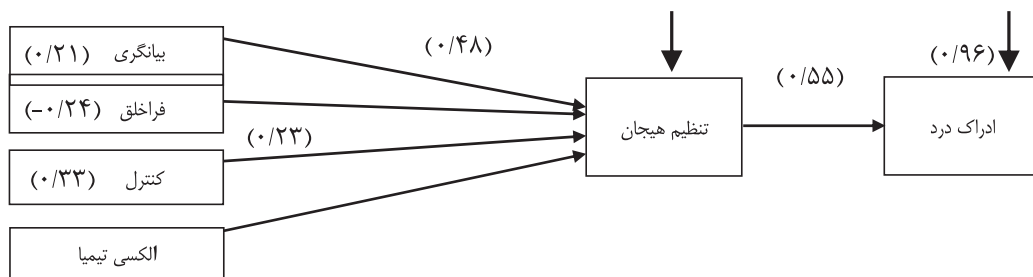 (۰/۴۸)
(۰/۹۶)
بیانگری (۰/۲۱)
(۰/۵۵)
فراخلق (-۰/۲۴)
تنظیم هیجان
ادراک درد
(۰/۲۳)
کنترل (۰/۳۳)
الکسی تیمیا